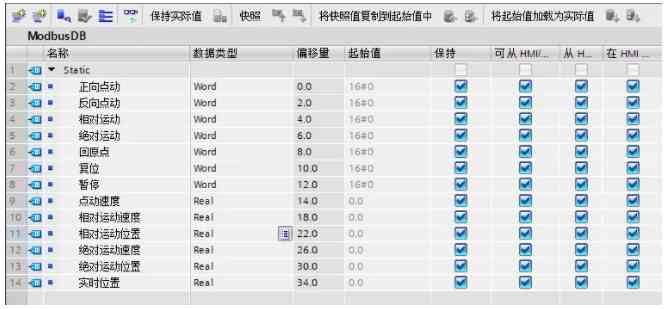 保持实际值 快照 将快照值复制到起始值中 将起始值加载为实际值
ModbusDB
名称 数据类型 偏移量 起始值 保持 可从 HMI/... 从 H... 在 HMI ...
1 Static
2 正向点动 Word 0.0 16#0
3 反向点动 Word 2.0 16#0
4 相对运动 Word 4.0 16#0
5 绝对运动 Word 6.0 16#0
6 回原点 Word 8.0 16#0
7 复位 Word 10.0 16#0
8 暂停 Word 12.0 16#0
9 点动速度 Real 14.0 0.0
10 相对运动速度 Real 18.0 0.0
11 相对运动位置 Real 22.0 0.0
12 绝对运动速度 Real 26.0 0.0
13 绝对运动位置 Real 30.0 0.0
14 实时位置 Real 34.0 0.0